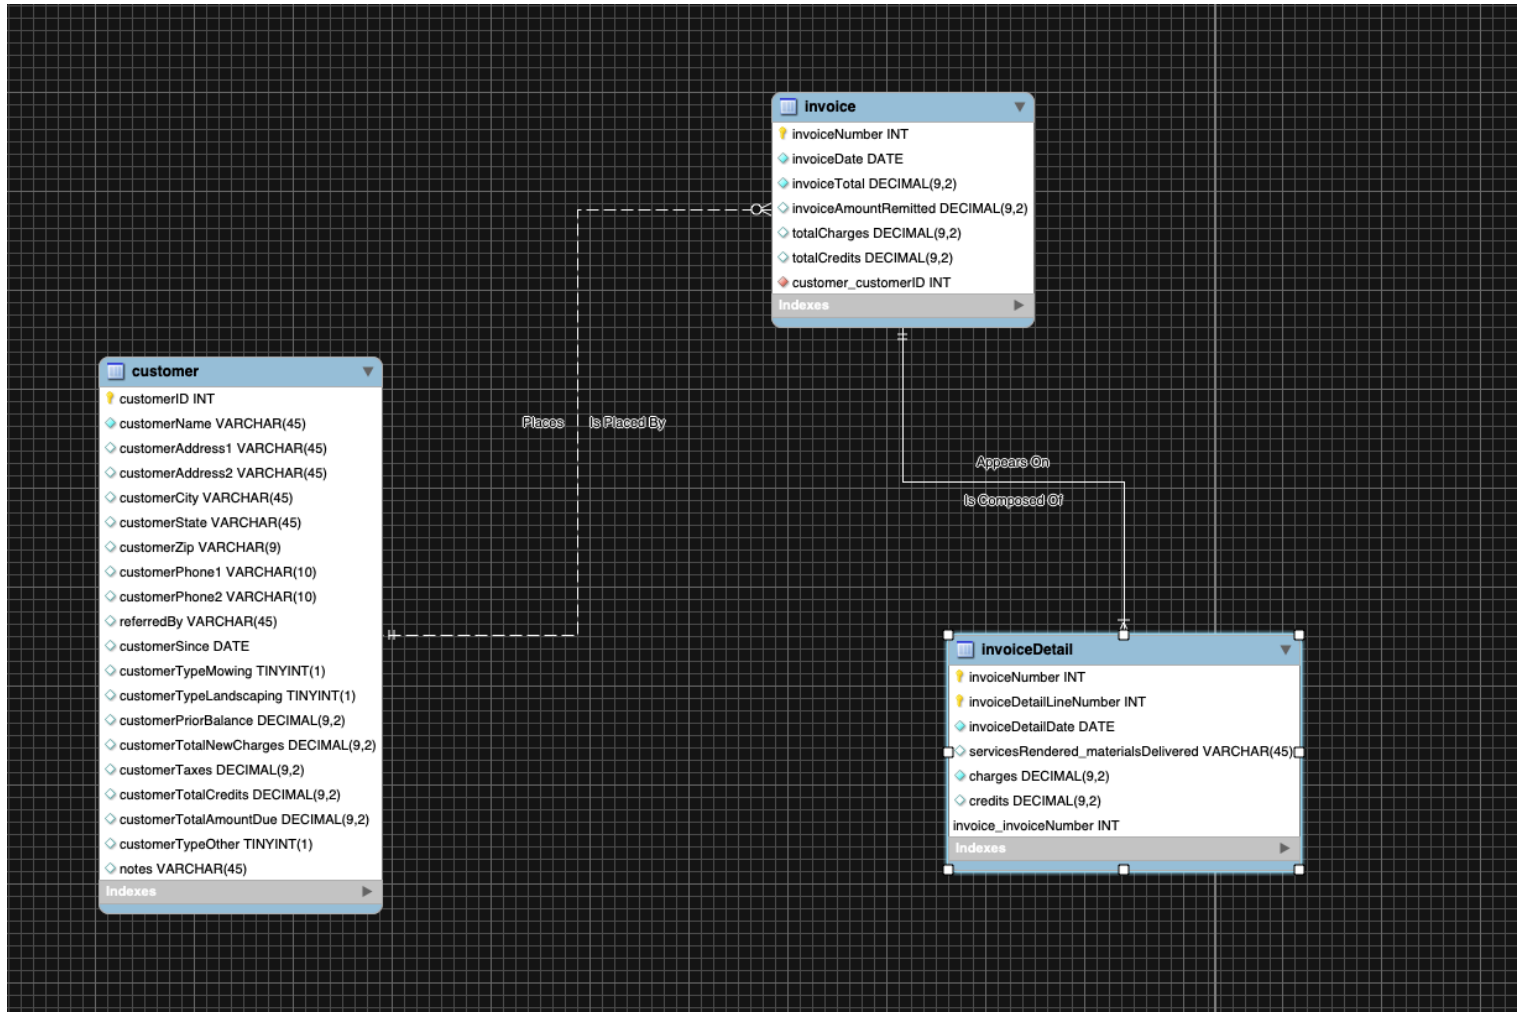 invoice
invoiceNumber INT
invoiceDate DATE
invoiceTotal DECIMAL(9,2)
invoiceAmountRemitted DECIMAL(9,2)
totalCharges DECIMAL(9,2)
totalCredits DECIMAL(9,2)
customer_customerID INT
Indexes
customer
customerID INT
customerName VARCHAR(45)
customerAddress1 VARCHAR(45)
customerAddress2 VARCHAR(45)
customerCity VARCHAR(45)
customerState VARCHAR(45)
customerZip VARCHAR(9)
customerPhone1 VARCHAR(10)
customerPhone2 VARCHAR(10)
referredBy VARCHAR(45)
customerSince DATE
customerTypeMowing TINYINT(1)
customerTypeLandscaping TINYINT(1)
customerPriorBalance DECIMAL(9,2)
customerTotalNewCharges DECIMAL(9,2)
customerTaxes DECIMAL(9,2)
customerTotalCredits DECIMAL(9,2)
customerTotalAmountDue DECIMAL(9,2)
customerTypeOther TINYINT(1)
notes VARCHAR(45)
Indexes
Places
Is Placed By
Appears On
Is Composed Of
invoiceDetail
invoiceNumber INT
invoiceDetailLineNumber INT
invoiceDetailDate DATE
servicesRendered_materialsDelivered VARCHAR(45)
charges DECIMAL(9,2)
credits DECIMAL(9,2)
invoice_invoiceNumber INT
Indexes